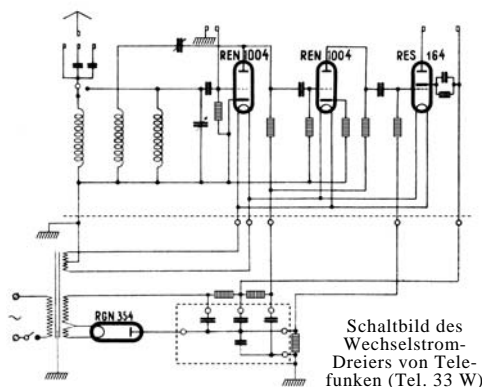 REN 1004
REN 1004
RES 164
RGN 354
~
Schaltbild des
Wechselstrom-
Dreiers von Tele-
funken (Tel. 33 W)